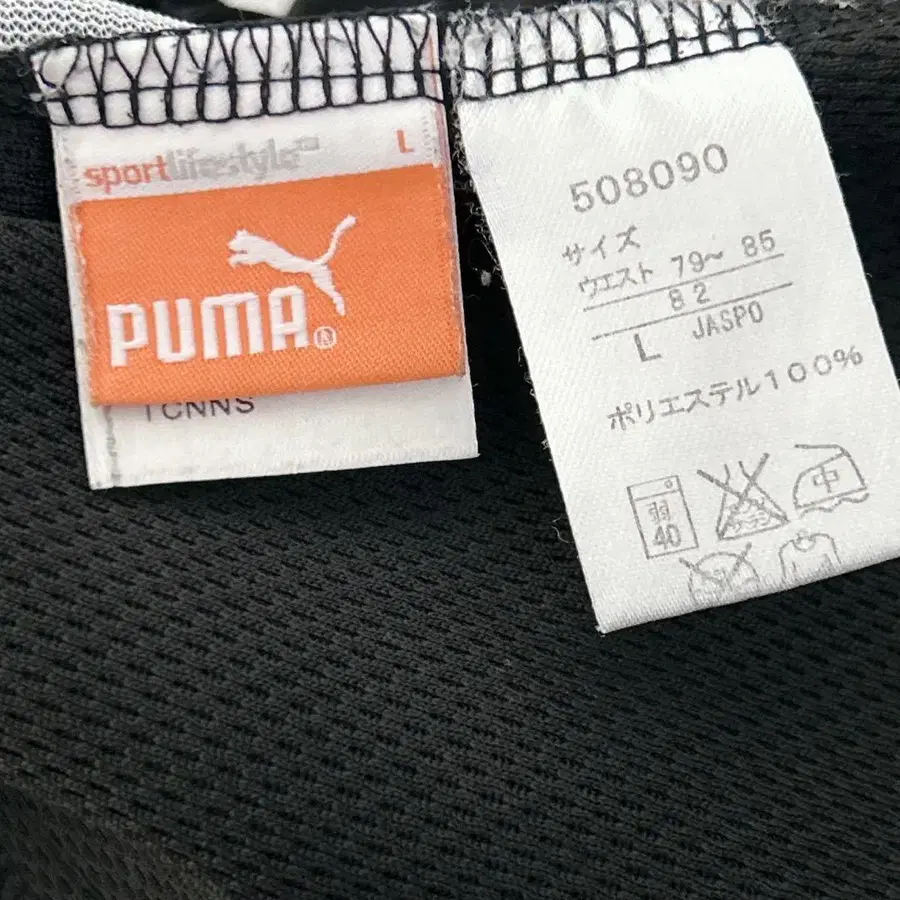 sportlifestyle
L
PUMA
508090
サイズ
ウエスト 79~ 85
82
L JASPO
ポリエステル100%
弱
40
中